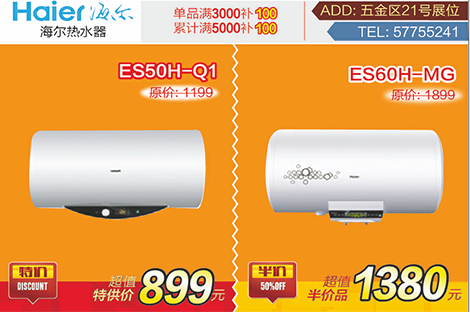 Haier 海尔
海尔热水器
单品满3000补100
累计满5000补100
ADD: 五金区21号展位
TEL: 57755241
ES50H-Q1
原价: 1199
特价
DISCOUNT
超值
特供价 899元
ES60H-MG
原价: 1899
Haier
半价
50%OFF
超值
半价品 1380元